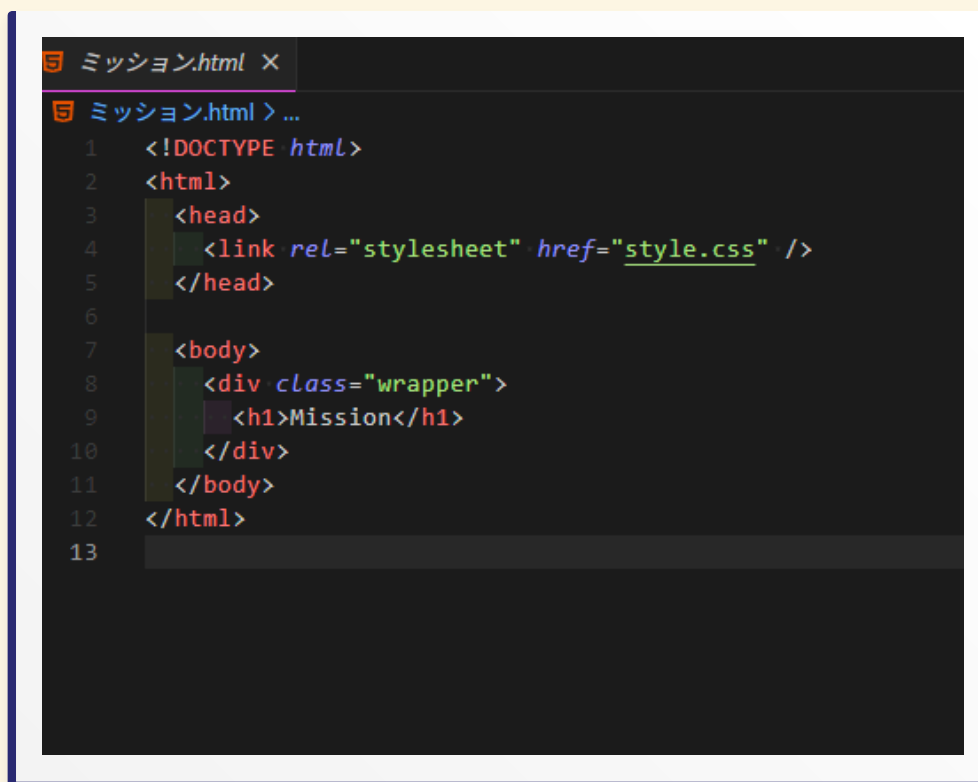 ミッション.html ×
ミッション.html > ...
1 <!DOCTYPE html>
2 <html>
3   <head>
4     <link rel="stylesheet" href="style.css" />
5   </head>
6
7   <body>
8     <div class="wrapper">
9       <h1>Mission</h1>
10     </div>
11   </body>
12 </html>
13